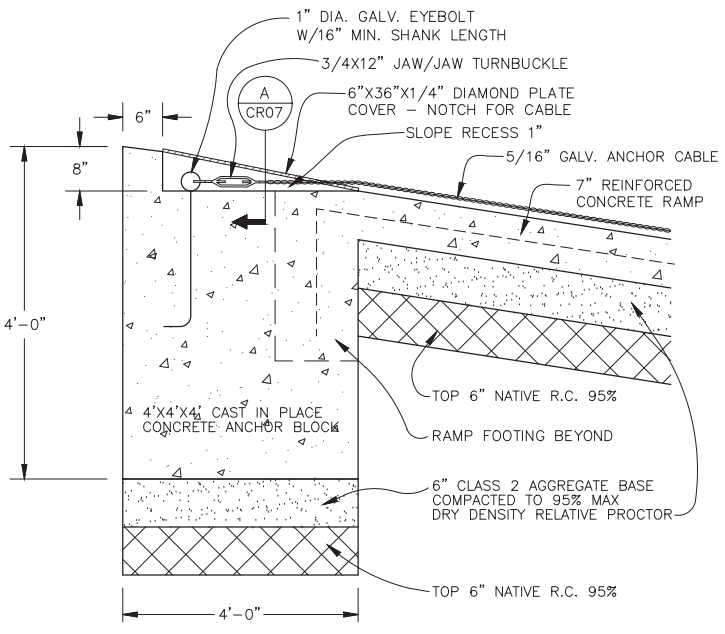 1" DIA. GALV. EYEBOLT
W/16" MIN. SHANK LENGTH
3/4X12" JAW/JAW TURNBUCKLE
A
CR07
6"X36"X1/4" DIAMOND PLATE
COVER – NOTCH FOR CABLE
SLOPE RECESS 1"
6"
8"
5/16" GALV. ANCHOR CABLE
7" REINFORCED
CONCRETE RAMP
4'-0"
TOP 6" NATIVE R.C. 95%
4'X4'X4' CAST IN PLACE
CONCRETE ANCHOR BLOCK
RAMP FOOTING BEYOND
6" CLASS 2 AGGREGATE BASE
COMPACTED TO 95% MAX
DRY DENSITY RELATIVE PROCTOR
TOP 6" NATIVE R.C. 95%
4'-0"